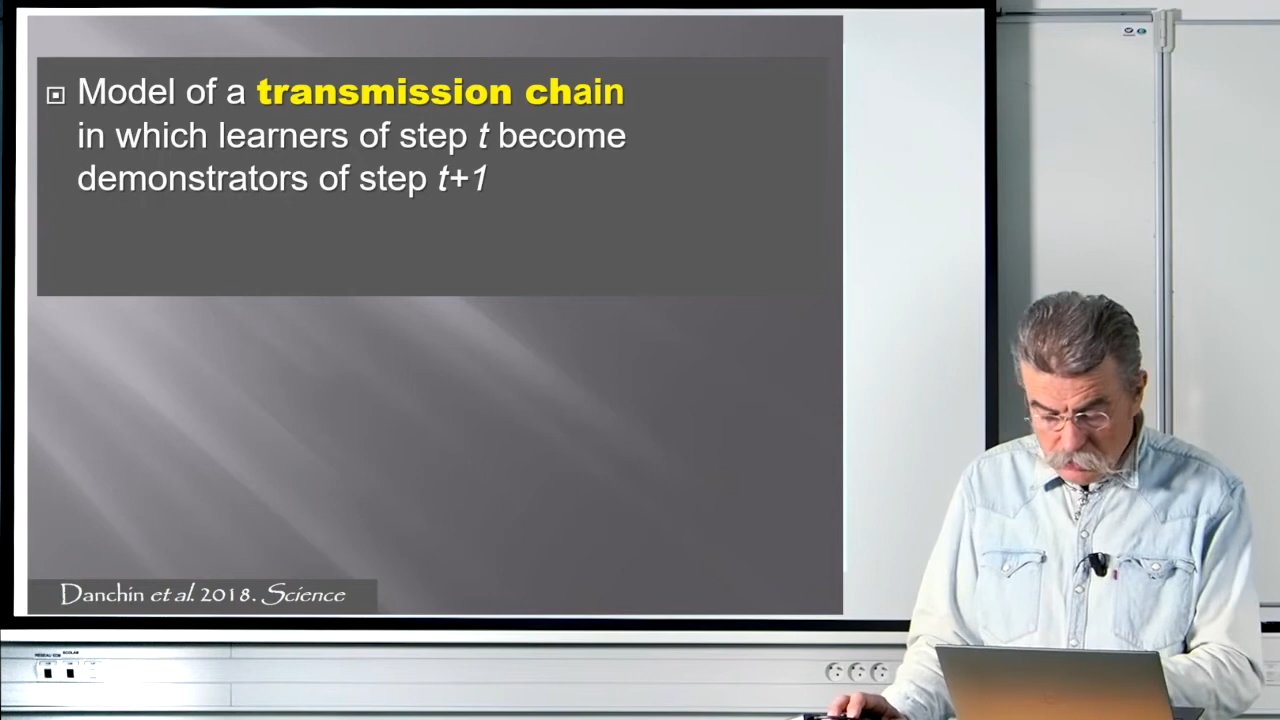 Model of a transmission chain
in which learners of step t become
demonstrators of step t+1
Danchin et al. 2018. Science